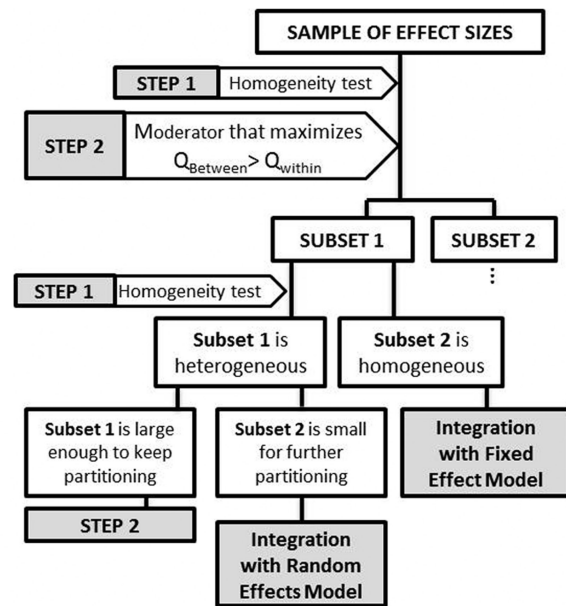 SAMPLE OF EFFECT SIZES
STEP 1
Homogeneity test
STEP 2
Moderator that maximizes
QBetween> Qwithin
SUBSET 1
SUBSET 2
⋮
STEP 1
Homogeneity test
Subset 1 is
heterogeneous
Subset 2 is
homogeneous
Subset 1 is large
enough to keep
partitioning
Subset 2 is small
for further
partitioning
Integration
with Fixed
Effect Model
STEP 2
Integration
with Random
Effects Model